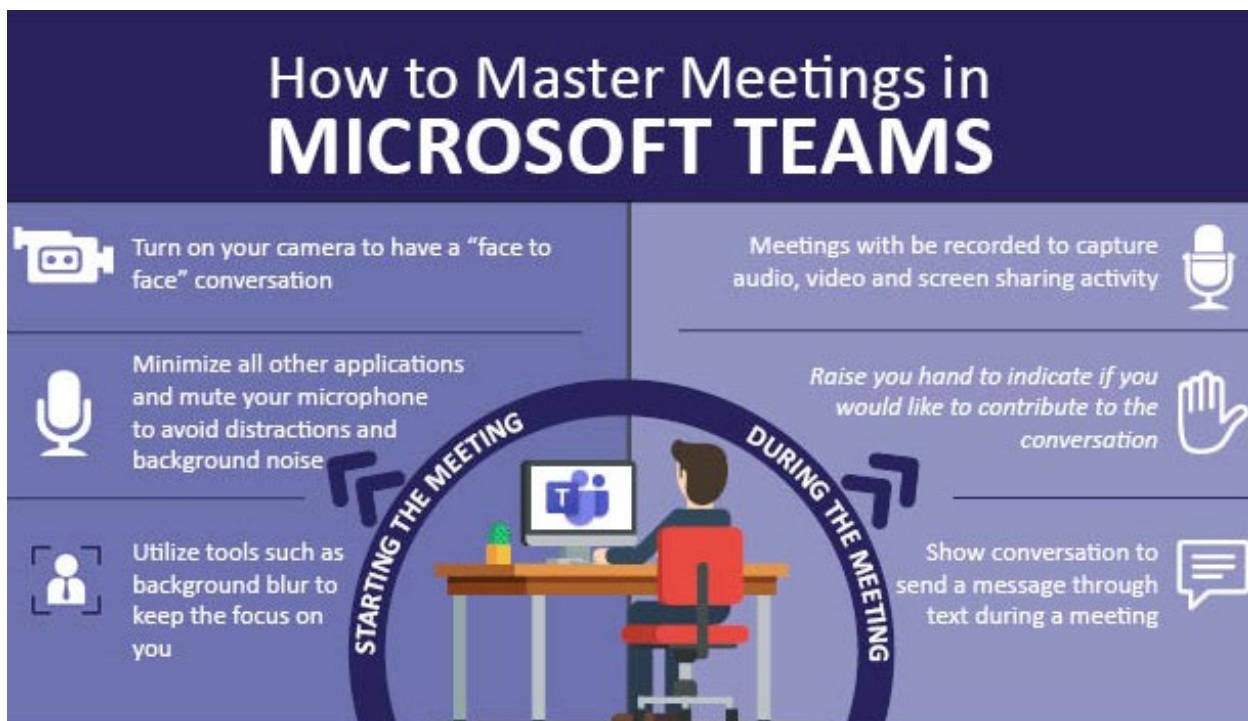 How to Master Meetings in
MICROSOFT TEAMS
Turn on your camera to have a “face to
face” conversation
Minimize all other applications
and mute your microphone
to avoid distractions and
background noise
Utilize tools such as
background blur to
keep the focus on
you
STARTING THE MEETING
T
DURING THE MEETING
Meetings with be recorded to capture
audio, video and screen sharing activity
Raise you hand to indicate if you
would like to contribute to the
conversation
Show conversation to
send a message through
text during a meeting